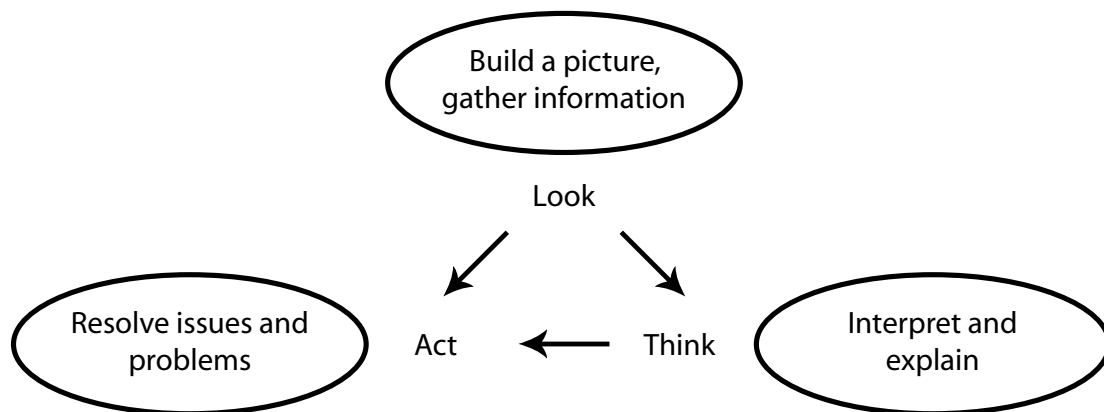 Build a picture,
gather information
Look
Resolve issues and
problems
Act
Think
Interpret and
explain